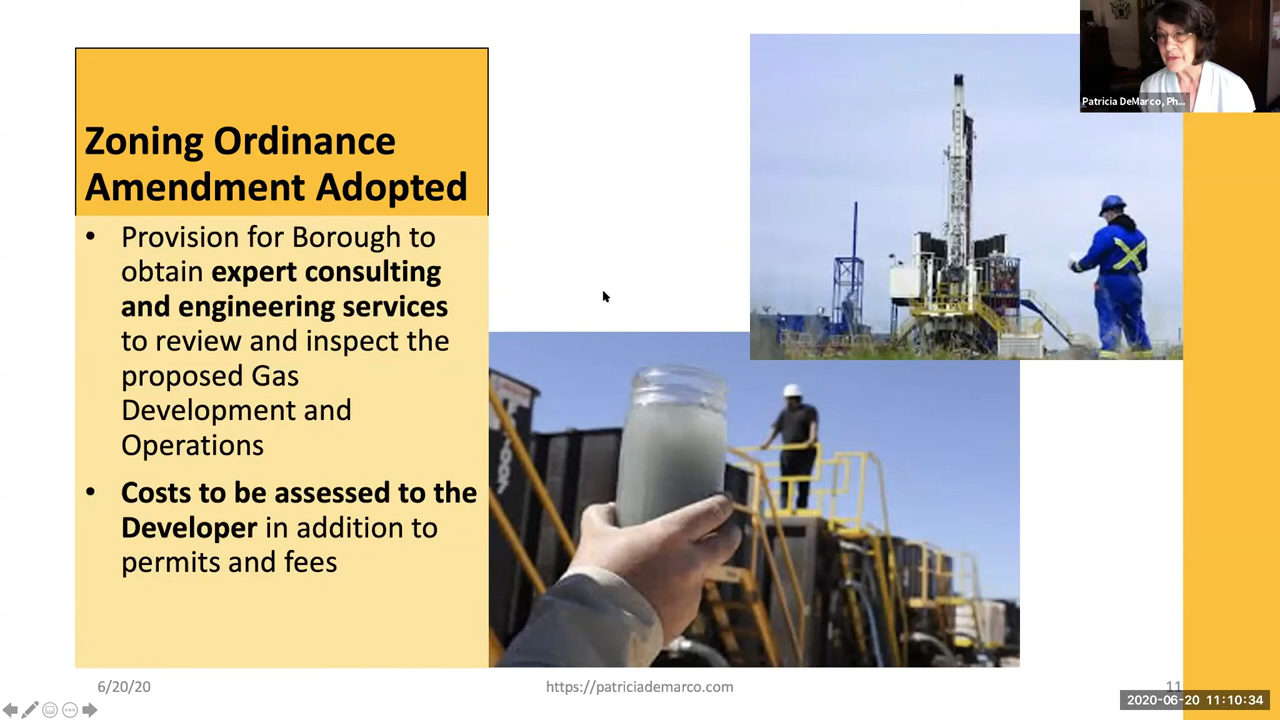 Zoning Ordinance
Amendment Adopted
• Provision for Borough to
obtain expert consulting
and engineering services
to review and inspect the
proposed Gas
Development and
Operations
• Costs to be assessed to the
Developer in addition to
permits and fees
Patricia DeMarco, Ph...
6/20/20
https://patriciademarco.com
11
2020-06-20 11:10:34